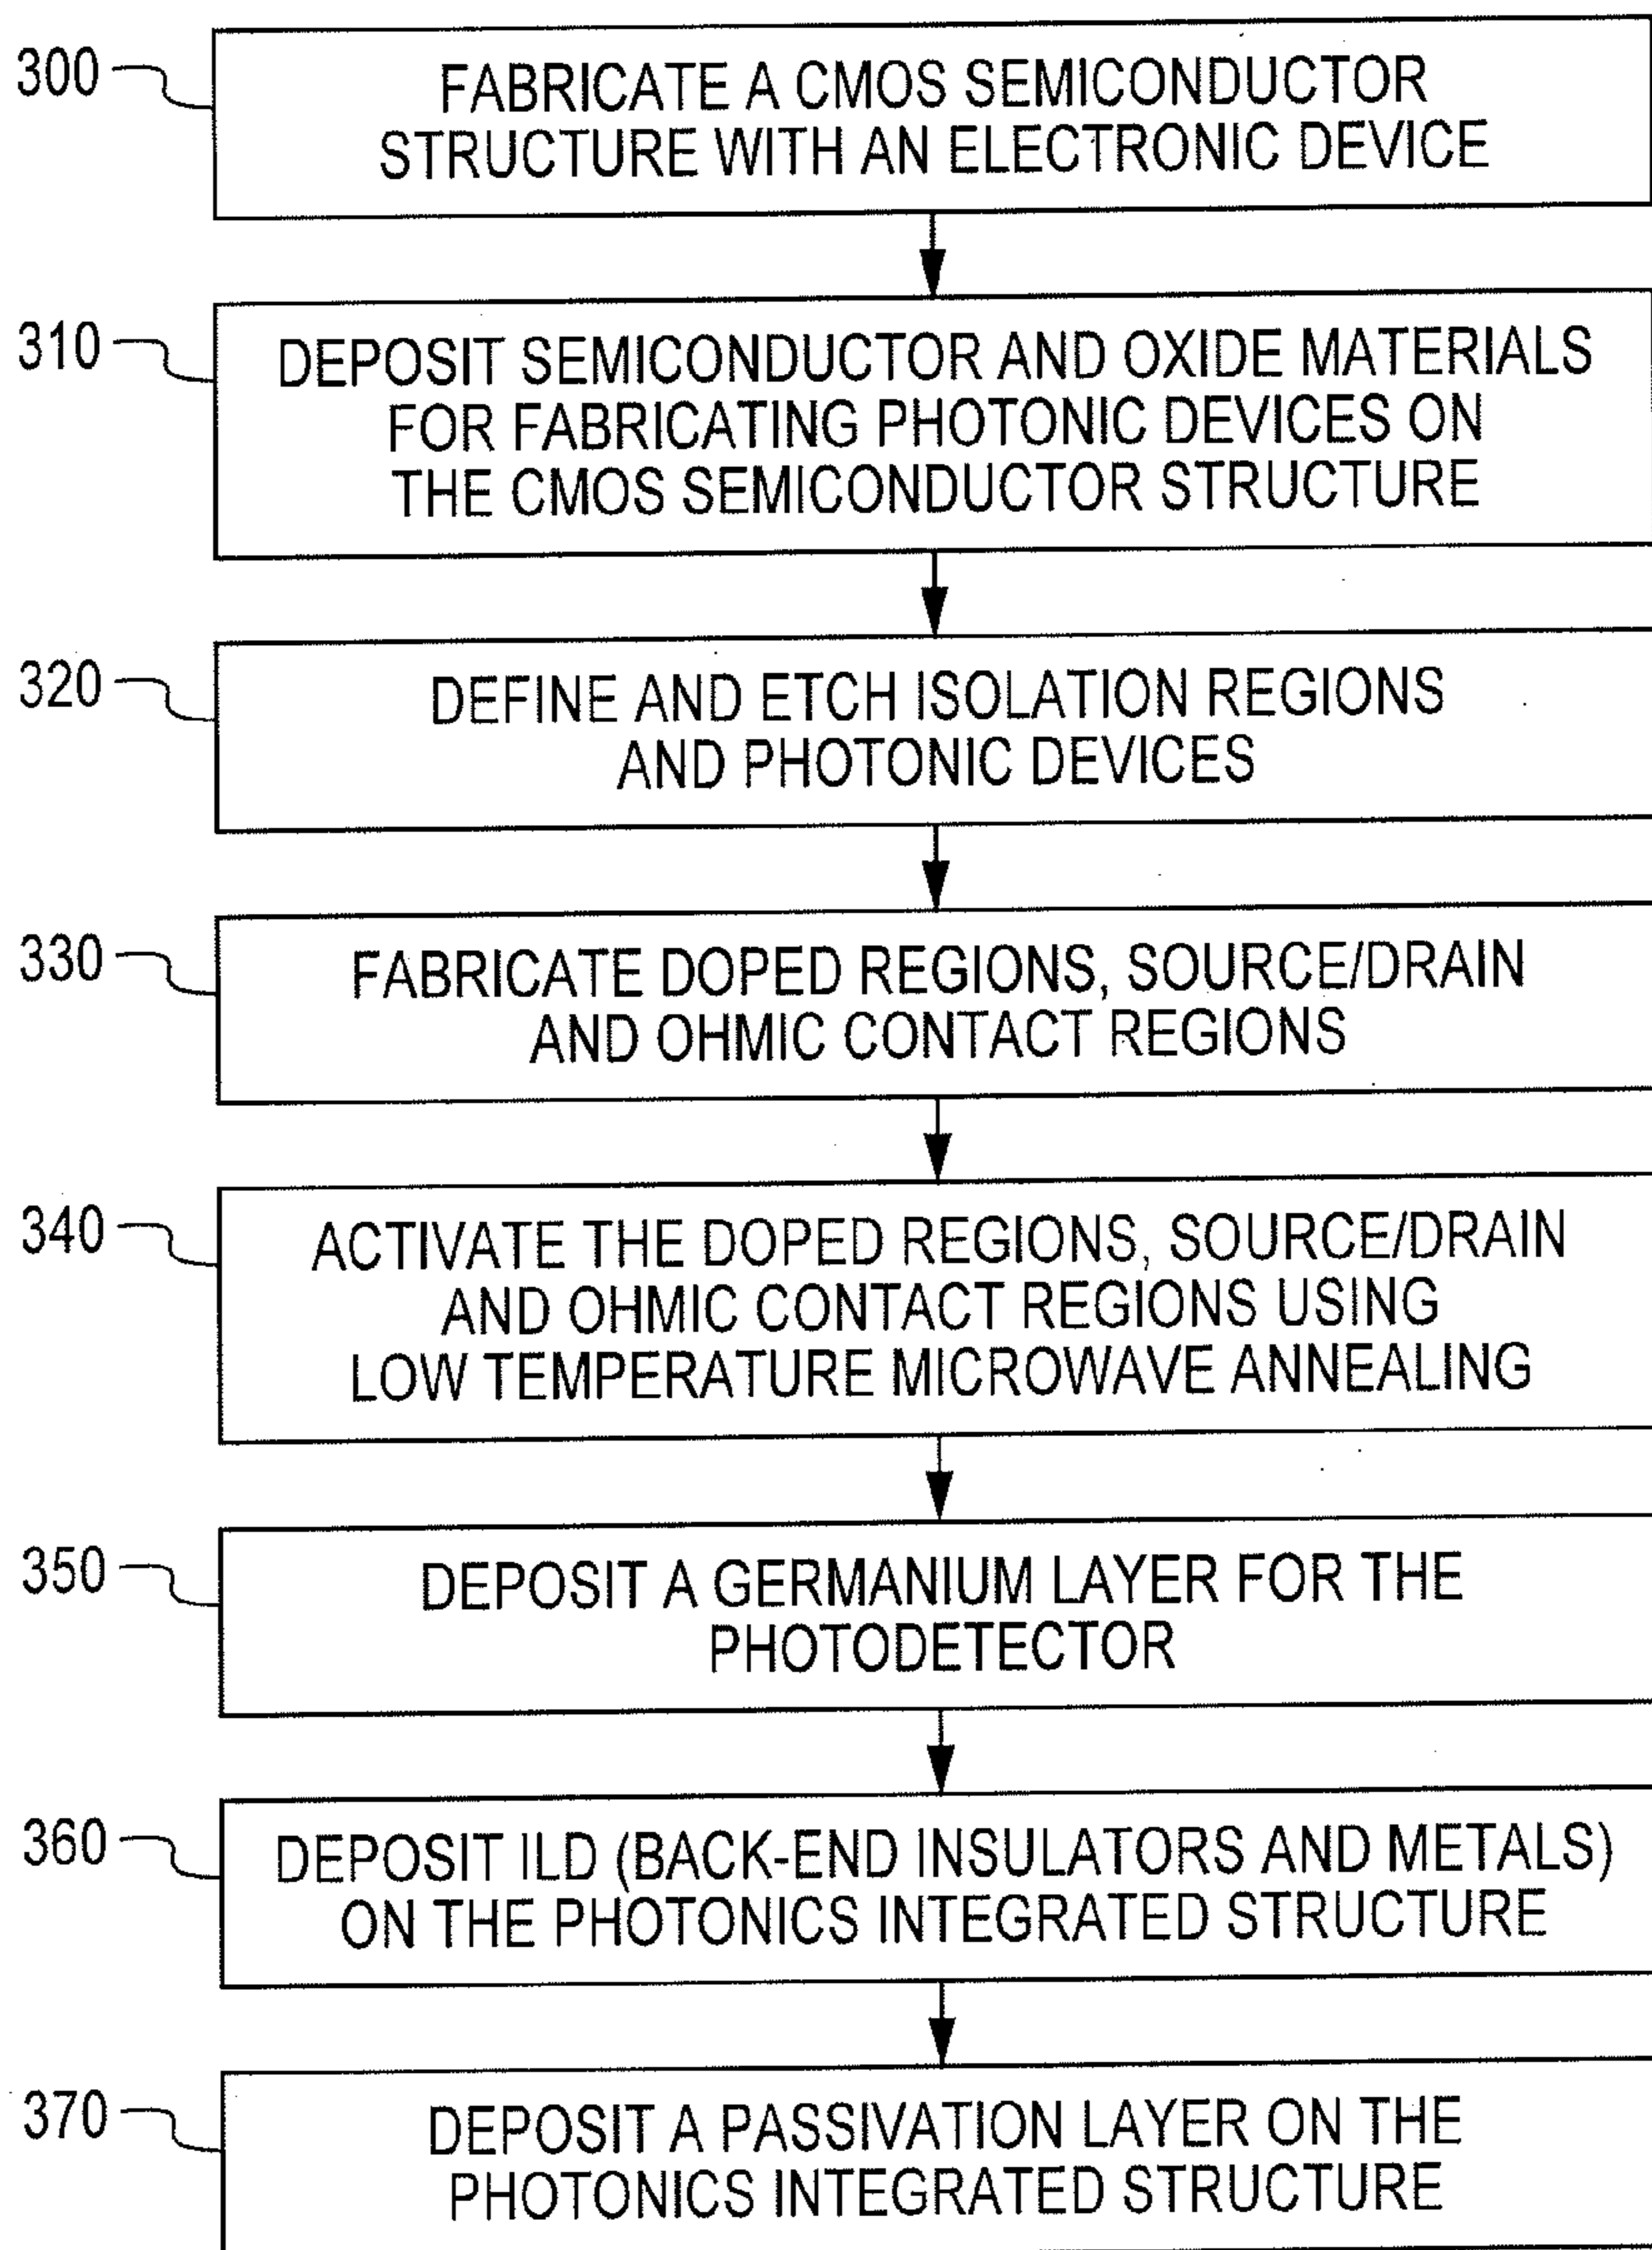 300
FABRICATE A CMOS SEMICONDUCTOR
STRUCTURE WITH AN ELECTRONIC DEVICE
310
DEPOSIT SEMICONDUCTOR AND OXIDE MATERIALS
FOR FABRICATING PHOTONIC DEVICES ON
THE CMOS SEMICONDUCTOR STRUCTURE
320
DEFINE AND ETCH ISOLATION REGIONS
AND PHOTONIC DEVICES
330
FABRICATE DOPED REGIONS, SOURCE/DRAIN
AND OHMIC CONTACT REGIONS
340
ACTIVATE THE DOPED REGIONS, SOURCE/DRAIN
AND OHMIC CONTACT REGIONS USING
LOW TEMPERATURE MICROWAVE ANNEALING
350
DEPOSIT A GERMANIUM LAYER FOR THE
PHOTODETECTOR
360
DEPOSIT ILD (BACK-END INSULATORS AND METALS)
ON THE PHOTONICS INTEGRATED STRUCTURE
370
DEPOSIT A PASSIVATION LAYER ON THE
PHOTONICS INTEGRATED STRUCTURE